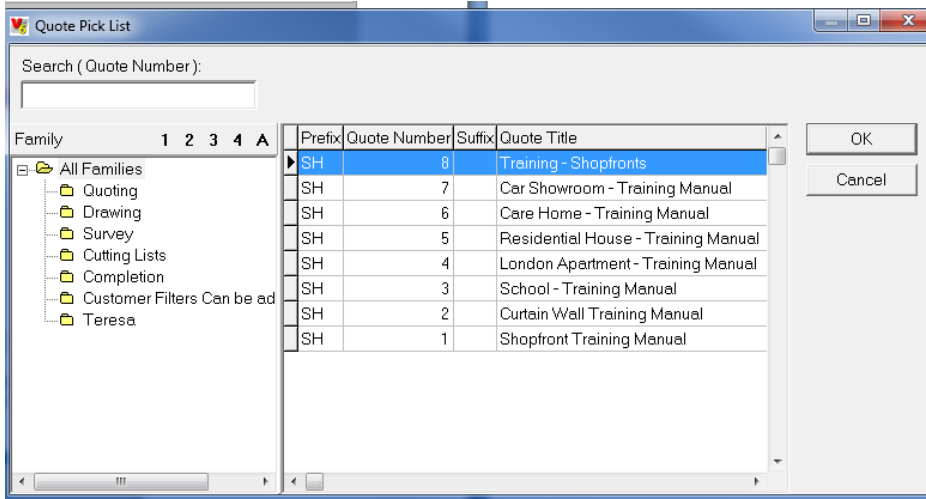 Quote Pick List
Search ( Quote Number ):
Family 1 2 3 4 A
All Families
Quoting
Drawing
Survey
Cutting Lists
Completion
Customer Filters Can be ad
Teresa
Prefix Quote Number Suffix Quote Title
SH 8 Training - Shopfronts
SH 7 Car Showroom - Training Manual
SH 6 Care Home - Training Manual
SH 5 Residential House - Training Manual
SH 4 London Apartment - Training Manual
SH 3 School - Training Manual
SH 2 Curtain Wall Training Manual
SH 1 Shopfront Training Manual
OK
Cancel